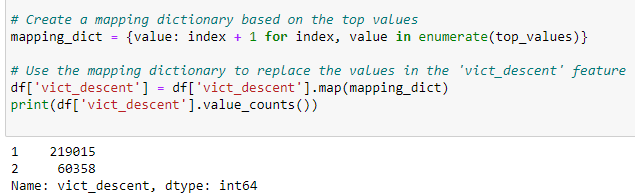 # Create a mapping dictionary based on the top values
mapping_dict = {value: index + 1 for index, value in enumerate(top_values)}
# Use the mapping dictionary to replace the values in the 'vict_descent' feature
df['vict_descent'] = df['vict_descent'].map(mapping_dict)
print(df['vict_descent'].value_counts())
1    219015
2     60358
Name: vict_descent, dtype: int64